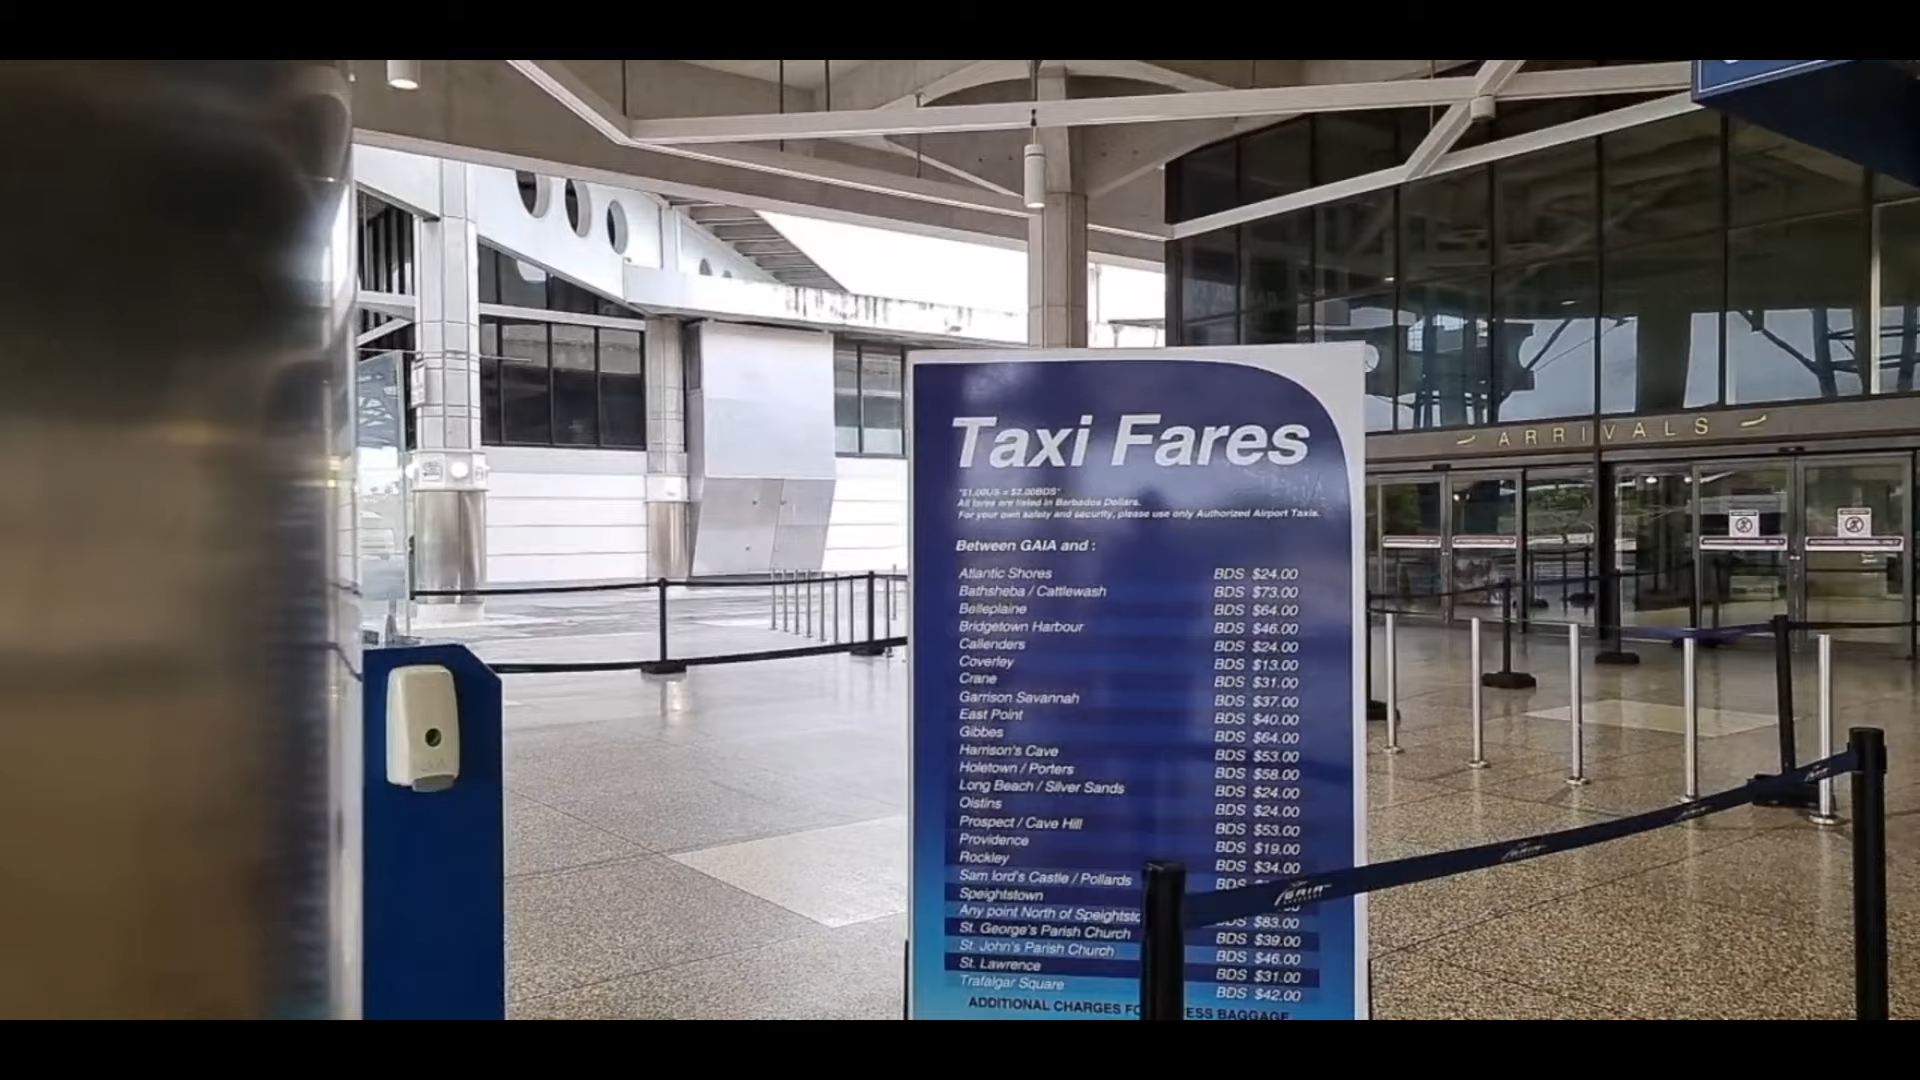 Taxi Fares
"$1.00US = $2.00BDS"
All fares are listed in Barbados Dollars.
For your own safety and security, please use only Authorized Airport Taxis.
Between GAIA and :
Atlantic Shores BDS $24.00
Bathsheba / Cattlewash BDS $73.00
Belleplaine BDS $64.00
Bridgetown Harbour BDS $46.00
Callenders BDS $24.00
Coverley BDS $13.00
Crane BDS $31.00
Garrison Savannah BDS $37.00
East Point BDS $40.00
Gibbes BDS $64.00
Harrison's Cave BDS $53.00
Holetown / Porters BDS $58.00
Long Beach / Silver Sands BDS $24.00
Oistins BDS $24.00
Prospect / Cave Hill BDS $53.00
Providence BDS $19.00
Rockley BDS $34.00
Sam lord's Castle / Pollards BDS
Speightstown
Any point North of BDS $83.00
St. George's Parish Church BDS $39.00
St. John's Parish Church BDS $46.00
St. Lawrence BDS $31.00
Trafalgar Square BDS $42.00
ADDITIONAL CHARGES BAGGAGE
ARRIVALS
GAIA